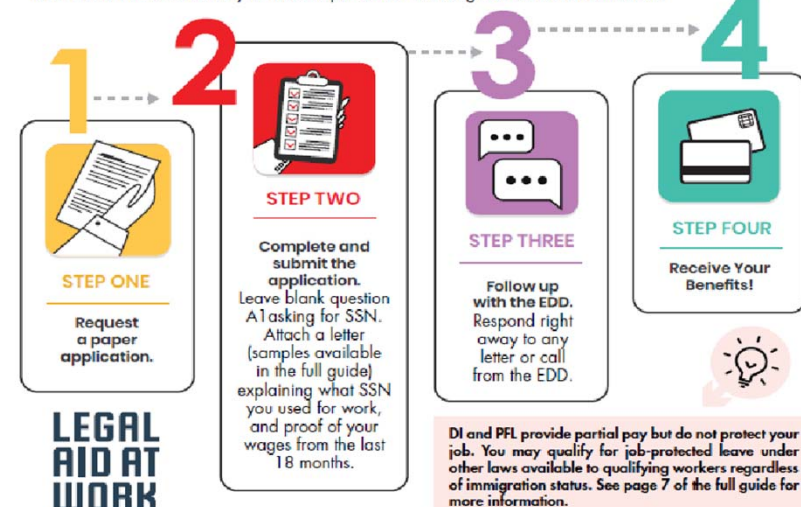 1
STEP ONE
Request
a paper
application.
2
STEP TWO
Complete and
submit the
application.
Leave blank question
A1asking for SSN.
Attach a letter
(samples available
in the full guide)
explaining what SSN
you used for work,
and proof of your
wages from the last
18 months.
3
STEP THREE
Follow up
with the EDD.
Respond right
away to any
letter or call
from the EDD.
4
STEP FOUR
Receive Your
Benefits!
LEGAL
AID AT
WORK
DI and PFL provide partial pay but do not protect your
job. You may qualify for job-protected leave under
other laws available to qualifying workers regardless
of immigration status. See page 7 of the full guide for
more information.